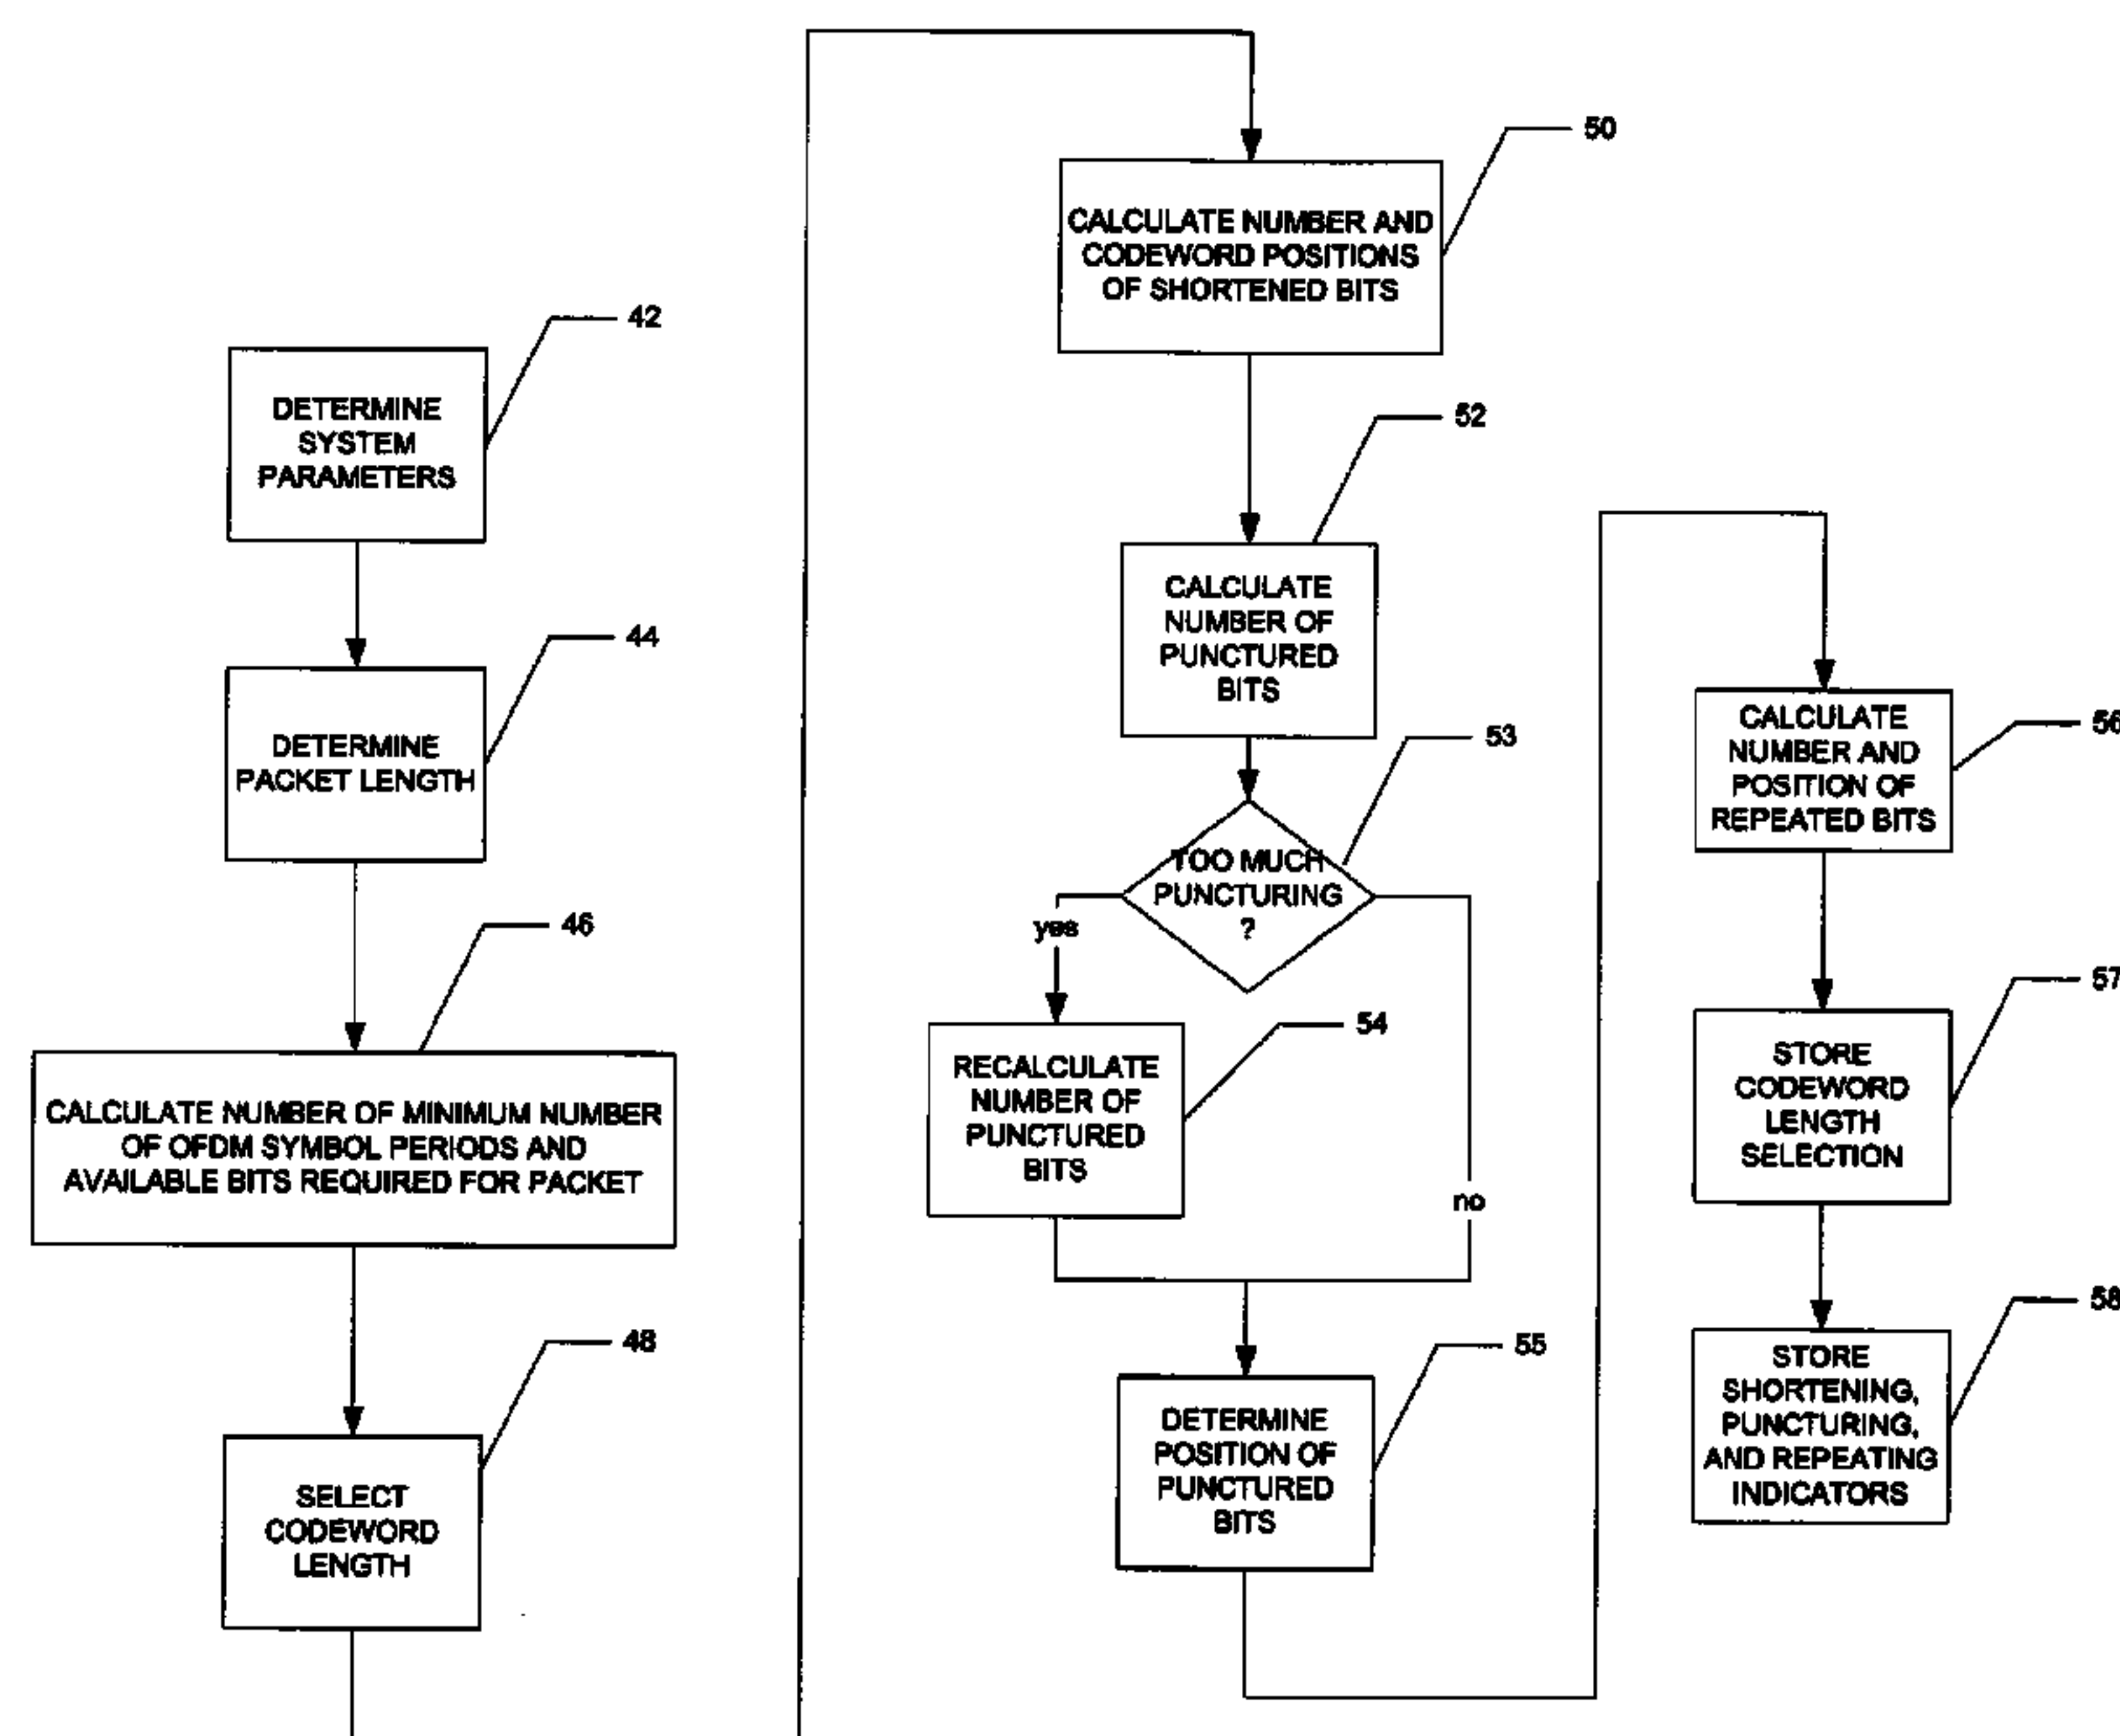 42
DETERMINE
SYSTEM
PARAMETERS
44
DETERMINE
PACKET LENGTH
46
CALCULATE NUMBER OF MINIMUM NUMBER
OF OFDM SYMBOL PERIODS AND
AVAILABLE BITS REQUIRED FOR PACKET
48
SELECT
CODEWORD
LENGTH
50
CALCULATE NUMBER AND
CODEWORD POSITIONS
OF SHORTENED BITS
52
CALCULATE
NUMBER OF
PUNCTURED
BITS
53
TOO MUCH
PUNCTURING
?
yes
no
54
RECALCULATE
NUMBER OF
PUNCTURED
BITS
55
DETERMINE
POSITION OF
PUNCTURED
BITS
56
CALCULATE
NUMBER AND
POSITION OF
REPEATED BITS
57
STORE
CODEWORD
LENGTH
SELECTION
58
STORE
SHORTENING,
PUNCTURING,
AND REPEATING
INDICATORS